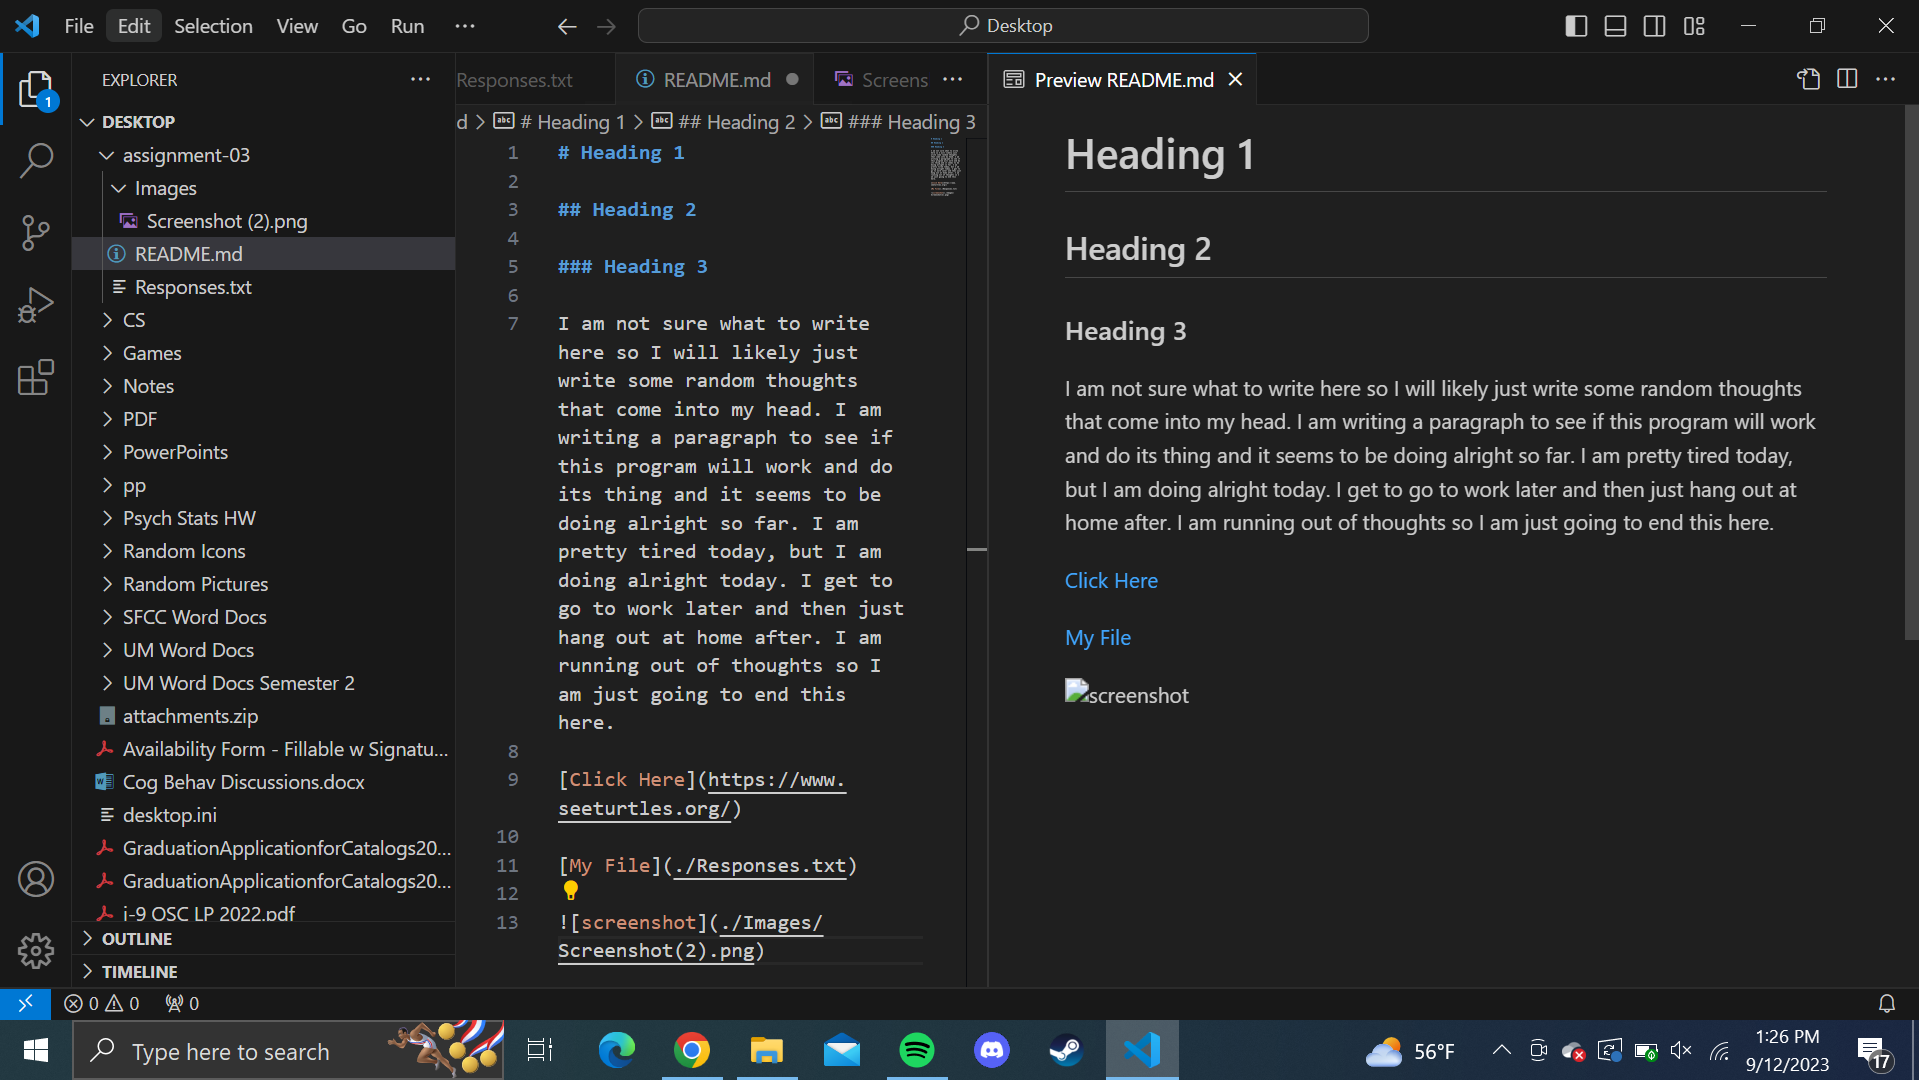 File Edit Selection View Go Run ··· Desktop
EXPLORER ···
Responses.txt README.md Screens ··· Preview README.md
DESKTOP
assignment-03
Images
Screenshot (2).png
README.md
Responses.txt
CS
Games
Notes
PDF
PowerPoints
pp
Psych Stats HW
Random Icons
Random Pictures
SFCC Word Docs
UM Word Docs
UM Word Docs Semester 2
attachments.zip
Availability Form - Fillable w Signatu...
Cog Behav Discussions.docx
desktop.ini
GraduationApplicationforCatalogs20...
GraduationApplicationforCatalogs20...
i-9 OSC LP 2022.pdf
OUTLINE
TIMELINE
d > # Heading 1 > ## Heading 2 > ### Heading 3
1 # Heading 1
2
3 ## Heading 2
4
5 ### Heading 3
6
7 I am not sure what to write
here so I will likely just
write some random thoughts
that come into my head. I am
writing a paragraph to see if
this program will work and do
its thing and it seems to be
doing alright so far. I am
pretty tired today, but I am
doing alright today. I get to
go to work later and then just
hang out at home after. I am
running out of thoughts so I
am just going to end this
here.
8
9 [Click Here](https://www.
seeturtles.org/)
10
11 [My File](./Responses.txt)
12
13 ![screenshot](./Images/
Screenshot(2).png)
Heading 1
Heading 2
Heading 3
I am not sure what to write here so I will likely just write some random thoughts
that come into my head. I am writing a paragraph to see if this program will work
and do its thing and it seems to be doing alright so far. I am pretty tired today,
but I am doing alright today. I get to go to work later and then just hang out at
home after. I am running out of thoughts so I am just going to end this here.
Click Here
My File
screenshot
1
0 0 0
Type here to search
56°F
1:26 PM
9/12/2023
17